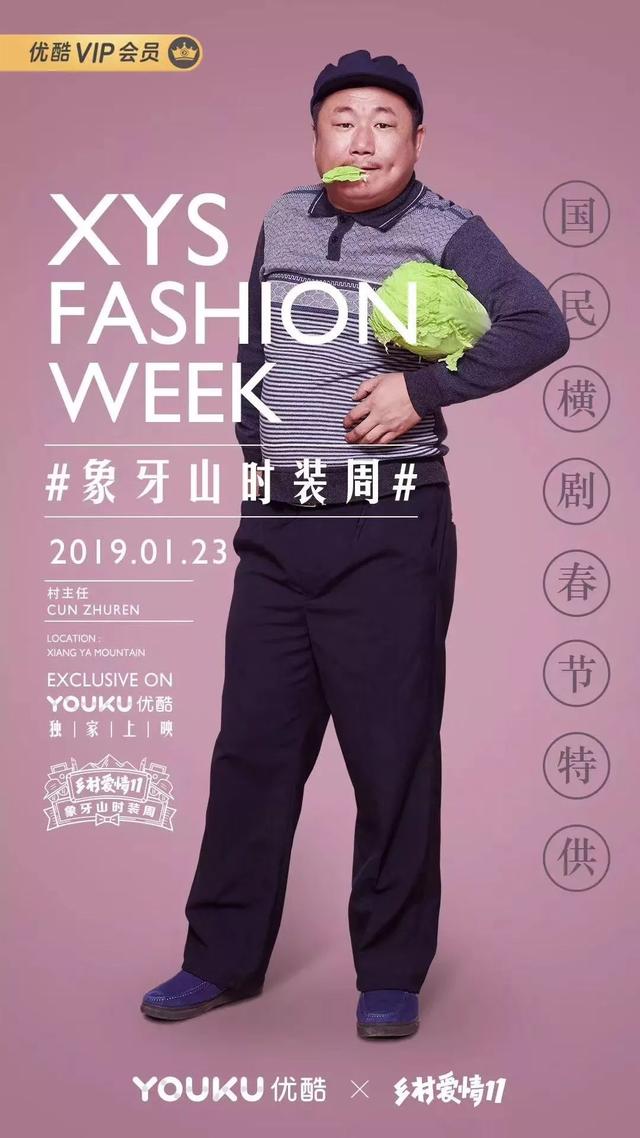 优酷 VIP 会员
XYS
FASHION
WEEK
#象牙山时装周#
2019.01.23
村主任
CUN ZHUREN
LOCATION :
XIANG YA MOUNTAIN
EXCLUSIVE ON
YOUKU 优酷
独|家|上|映
乡村爱情11
象牙山时装周
国
民
横
剧
春
节
特
供
YOUKU 优酷 × 乡村爱情11